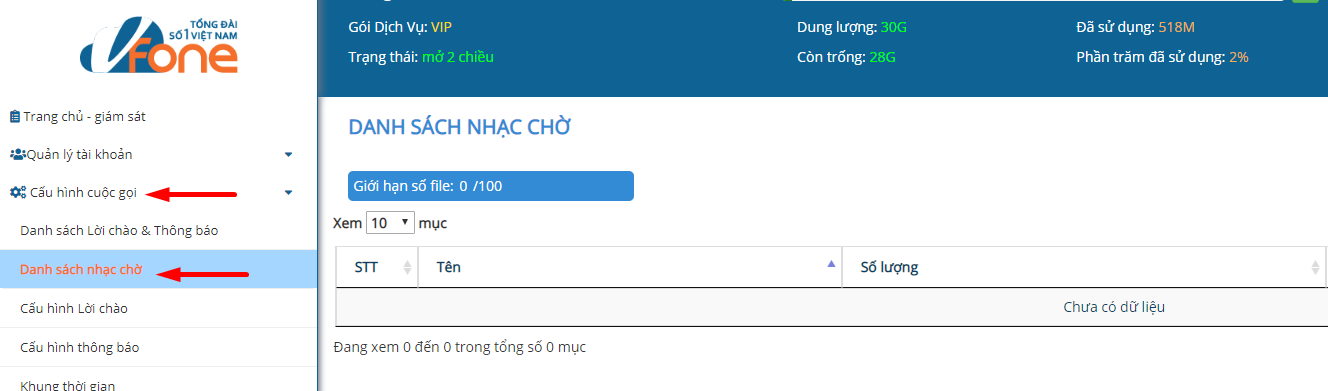 TỔNG ĐÀI
SỐ 1 VIỆT NAM
Vfone
Gói Dịch Vụ: VIP
Dung lượng: 30G
Đã sử dụng: 518M
Trạng thái: mở 2 chiều
Còn trống: 28G
Phần trăm đã sử dụng: 2%
Trang chủ - giám sát
Quản lý tài khoản
Cấu hình cuộc gọi
Danh sách Lời chào & Thông báo
Danh sách nhạc chờ
Cấu hình Lời chào
Cấu hình thông báo
Khung thời gian
DANH SÁCH NHẠC CHỜ
Giới hạn số file: 0 /100
Xem 10 mục
STT Tên Số lượng
Chưa có dữ liệu
Đang xem 0 đến 0 trong tổng số 0 mục